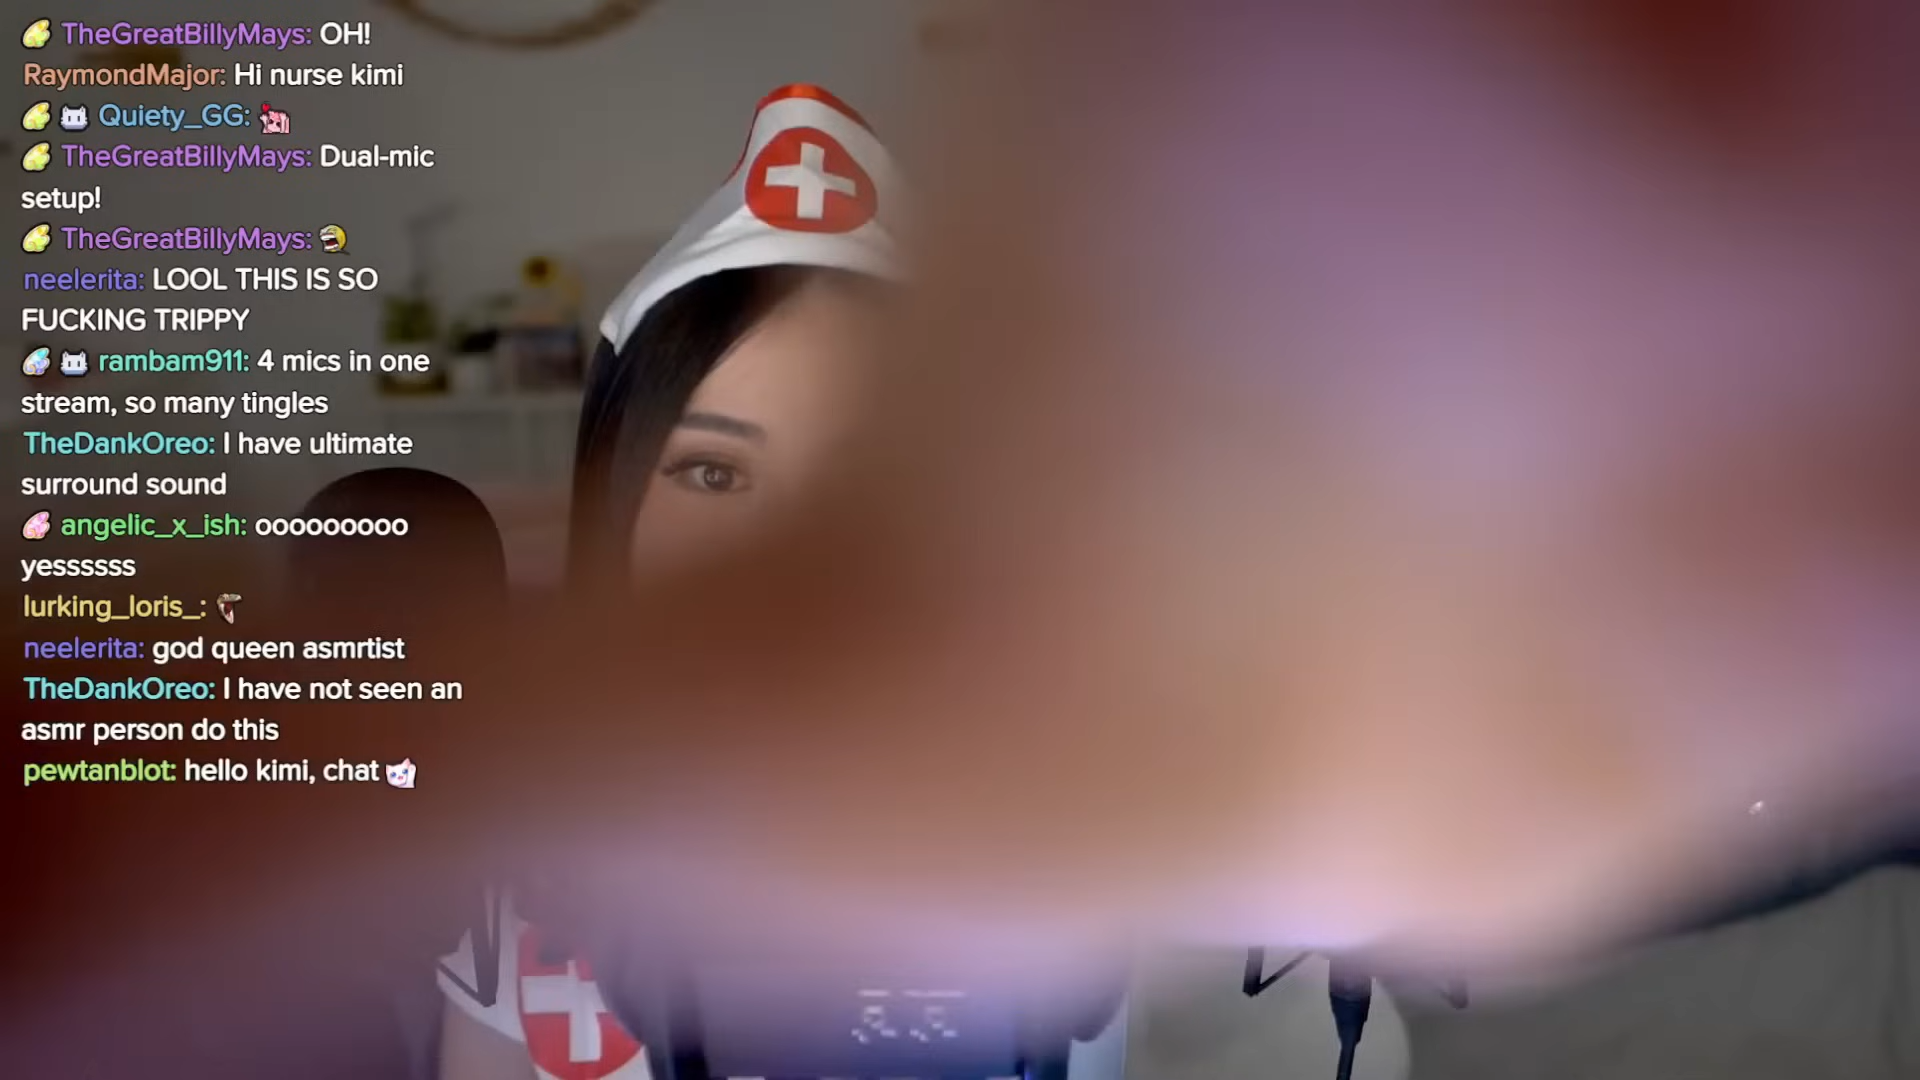 TheGreatBillyMays: OH!
RaymondMajor: Hi nurse kimi
Quiety_GG:
TheGreatBillyMays: Dual-mic
setup!
TheGreatBillyMays:
neelerita: LOOL THIS IS SO
FUCKING TRIPPY
rambam911: 4 mics in one
stream, so many tingles
TheDankOreo: I have ultimate
surround sound
angelic_x_ish: ooooooooo
yessssss
lurking_loris_:
neelerita: god queen asmrtist
TheDankOreo: I have not seen an
asmr person do this
pewtanblot: hello kimi, chat